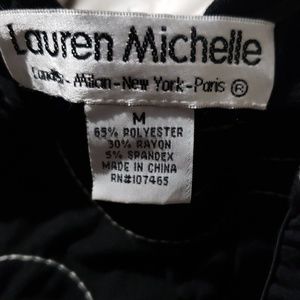 Lauren Michelle
London-Milan-New York-Paris ®
M
65% POLYESTER
30% RAYON
5% SPANDEX
MADE IN CHINA
RN#107465